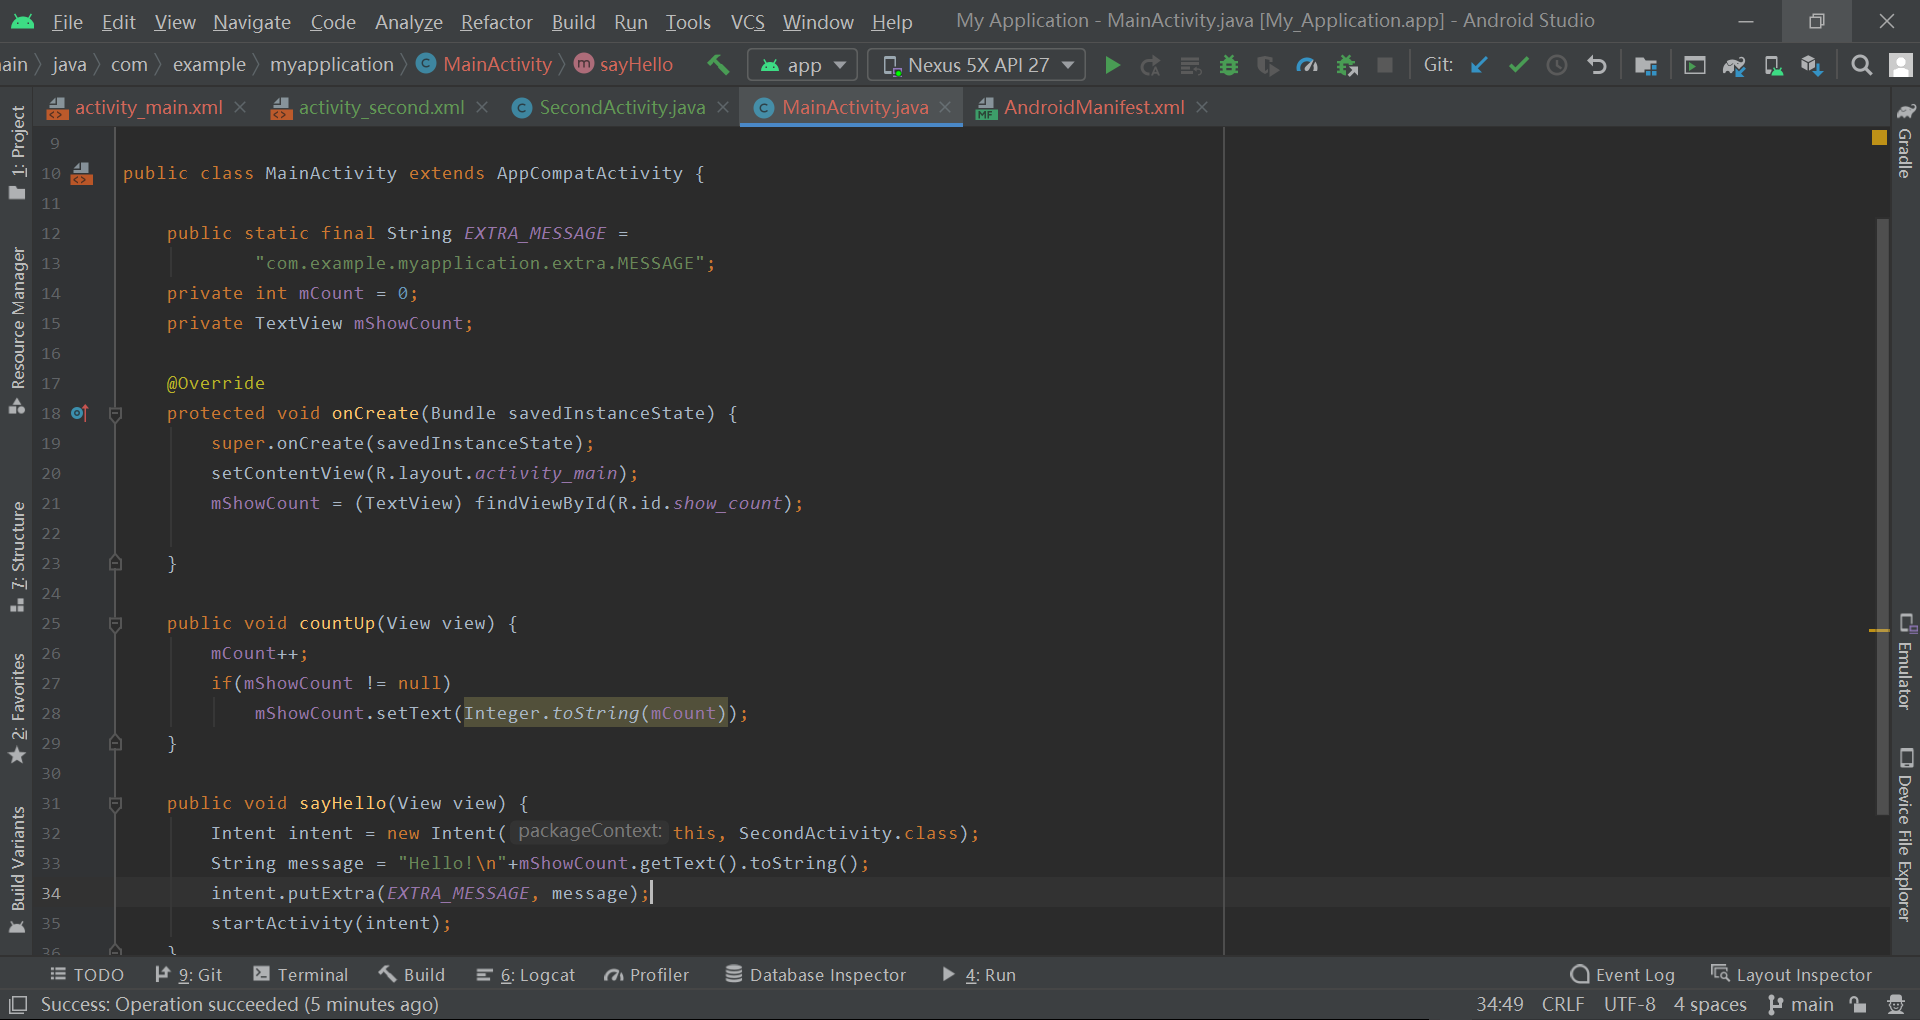 File Edit View Navigate Code Analyze Refactor Build Run Tools VCS Window Help My Application - MainActivity.java [My_Application.app] - Android Studio
ain java com example myapplication MainActivity sayHello app Nexus 5X API 27 Git:
activity_main.xml activity_second.xml SecondActivity.java MainActivity.java AndroidManifest.xml
1: Project
Resource Manager
7: Structure
2: Favorites
Build Variants
9
10 public class MainActivity extends AppCompatActivity {
11
12 public static final String EXTRA_MESSAGE =
13 "com.example.myapplication.extra.MESSAGE";
14 private int mCount = 0;
15 private TextView mShowCount;
16
17 @Override
18 protected void onCreate(Bundle savedInstanceState) {
19 super.onCreate(savedInstanceState);
20 setContentView(R.layout.activity_main);
21 mShowCount = (TextView) findViewById(R.id.show_count);
22
23 }
24
25 public void countUp(View view) {
26 mCount++;
27 if(mShowCount != null)
28 mShowCount.setText(Integer.toString(mCount));
29 }
30
31 public void sayHello(View view) {
32 Intent intent = new Intent( packageContext: this, SecondActivity.class);
33 String message = "Hello!\n"+mShowCount.getText().toString();
34 intent.putExtra(EXTRA_MESSAGE, message);
35 startActivity(intent);
36 }
Gradle
Emulator
Device File Explorer
TODO 9: Git Terminal Build 6: Logcat Profiler Database Inspector 4: Run Event Log Layout Inspector
Success: Operation succeeded (5 minutes ago) 34:49 CRLF UTF-8 4 spaces main